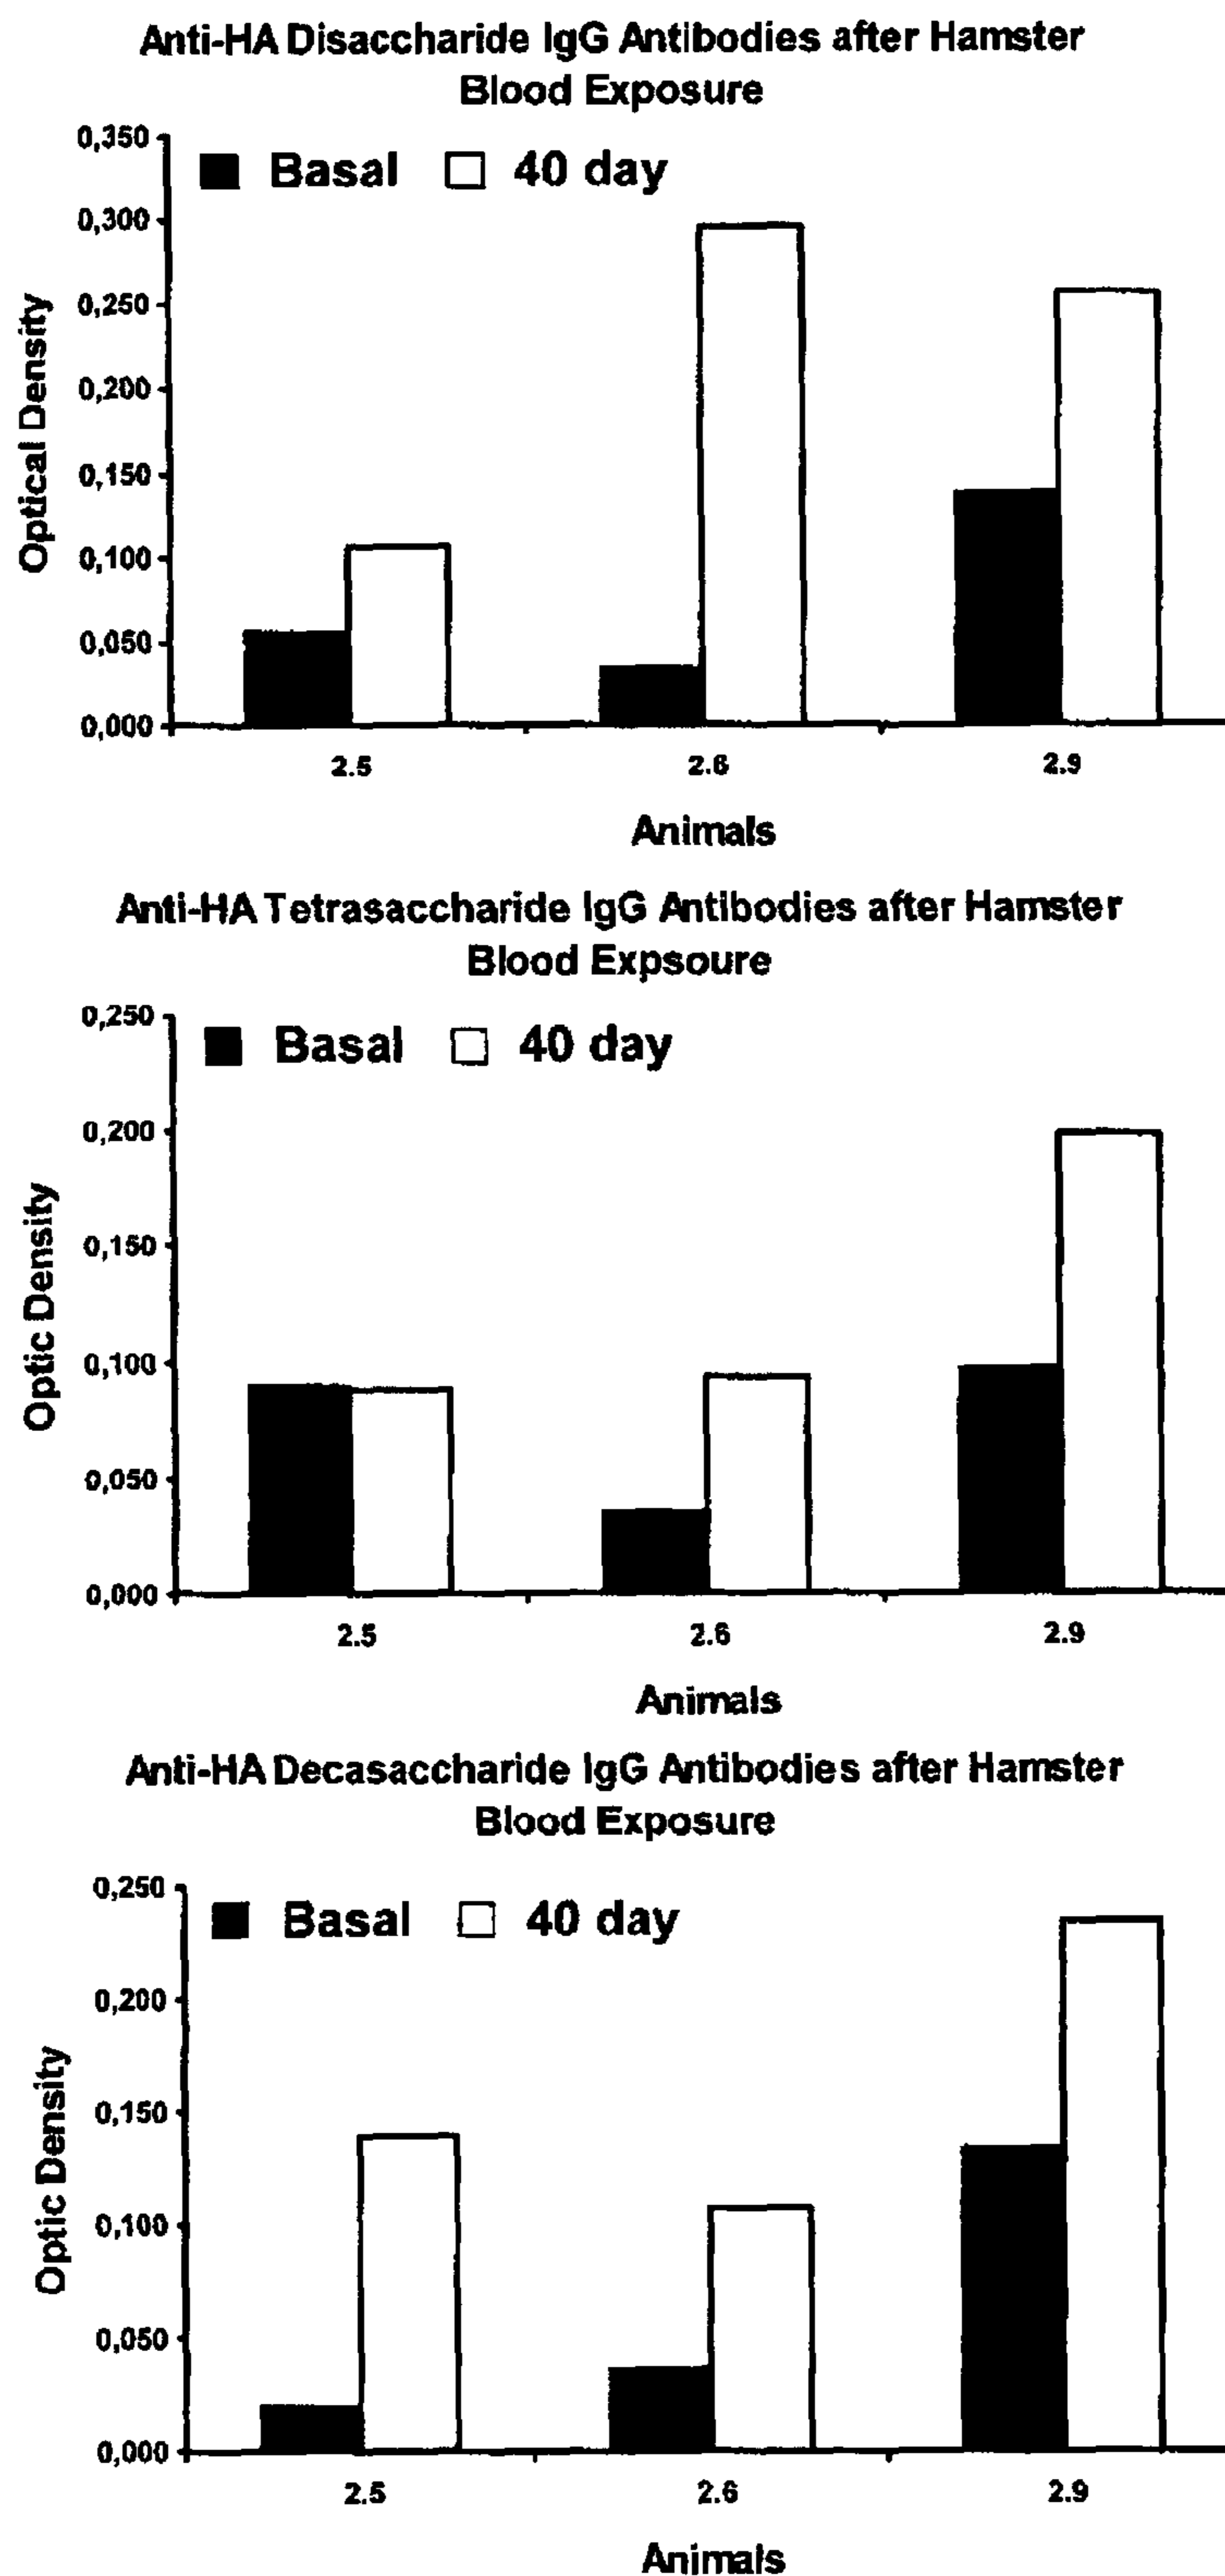 Anti-HA Disaccharide IgG Antibodies after Hamster
Blood Exposure
0,350
Basal 40 day
0,300
0,250
0,200
0,150
0,100
0,050
0,000
Optical Density
2.5 2.6 2.9
Animals
Anti-HA Tetrasaccharide IgG Antibodies after Hamster
Blood Expsoure
0,250
Basal 40 day
0,200
0,150
0,100
0,050
0,000
Optic Density
2.5 2.6 2.9
Animals
Anti-HA Decasaccharide IgG Antibodies after Hamster
Blood Exposure
0,250
Basal 40 day
0,200
0,150
0,100
0,050
0,000
Optic Density
2.5 2.6 2.9
Animals